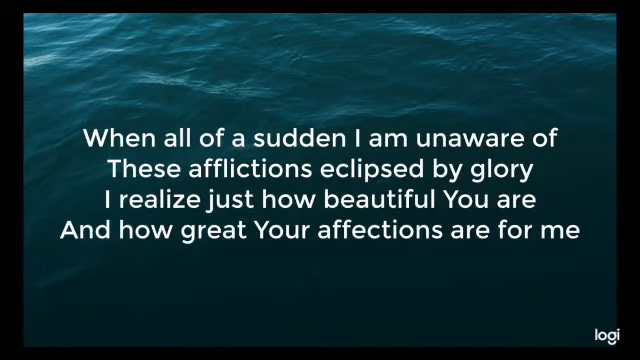 When all of a sudden I am unaware of
These afflictions eclipsed by glory
I realize just how beautiful You are
And how great Your affections are for me
logi